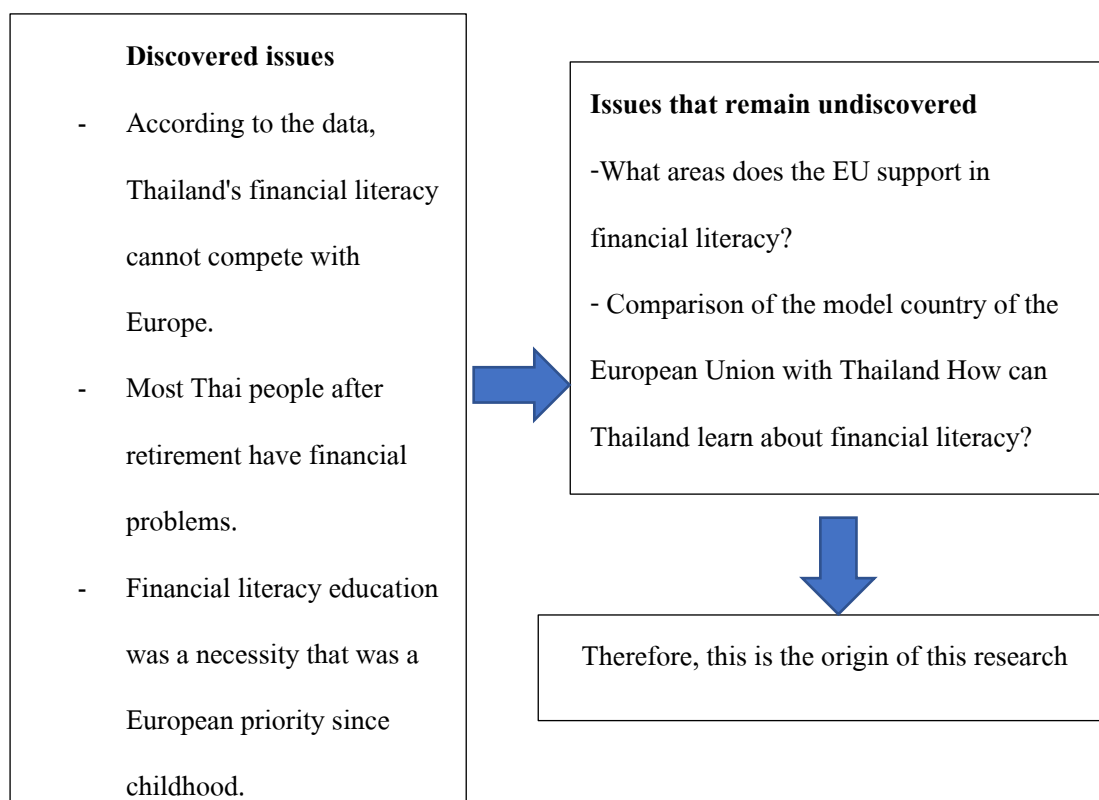 Discovered issues
- According to the data,
Thailand's financial literacy
cannot compete with
Europe.
- Most Thai people after
retirement have financial
problems.
- Financial literacy education
was a necessity that was a
European priority since
childhood.
Issues that remain undiscovered
-What areas does the EU support in
financial literacy?
- Comparison of the model country of the
European Union with Thailand How can
Thailand learn about financial literacy?
Therefore, this is the origin of this research